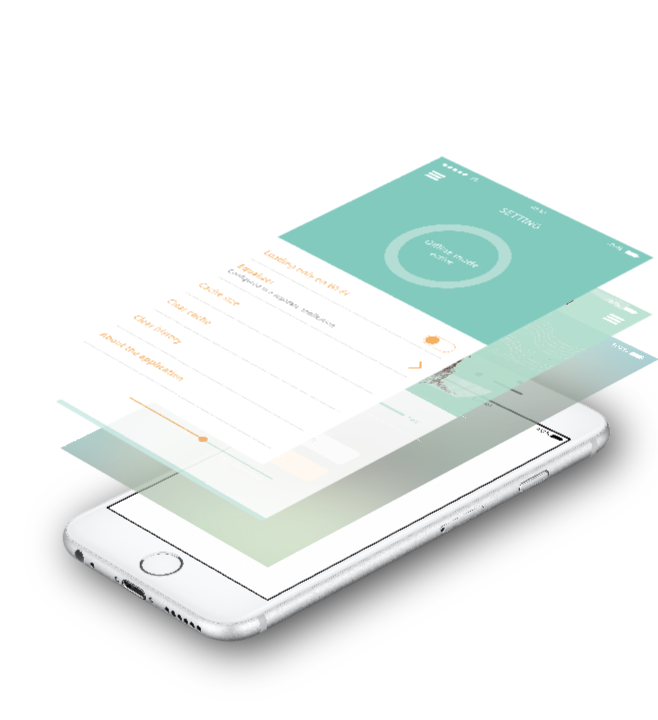 SETTING
Offline mode
active
Loading only on Wi-Fi
Equalizer
Configured in a separate application
Cache size
Clear cache
Clear history
About the application